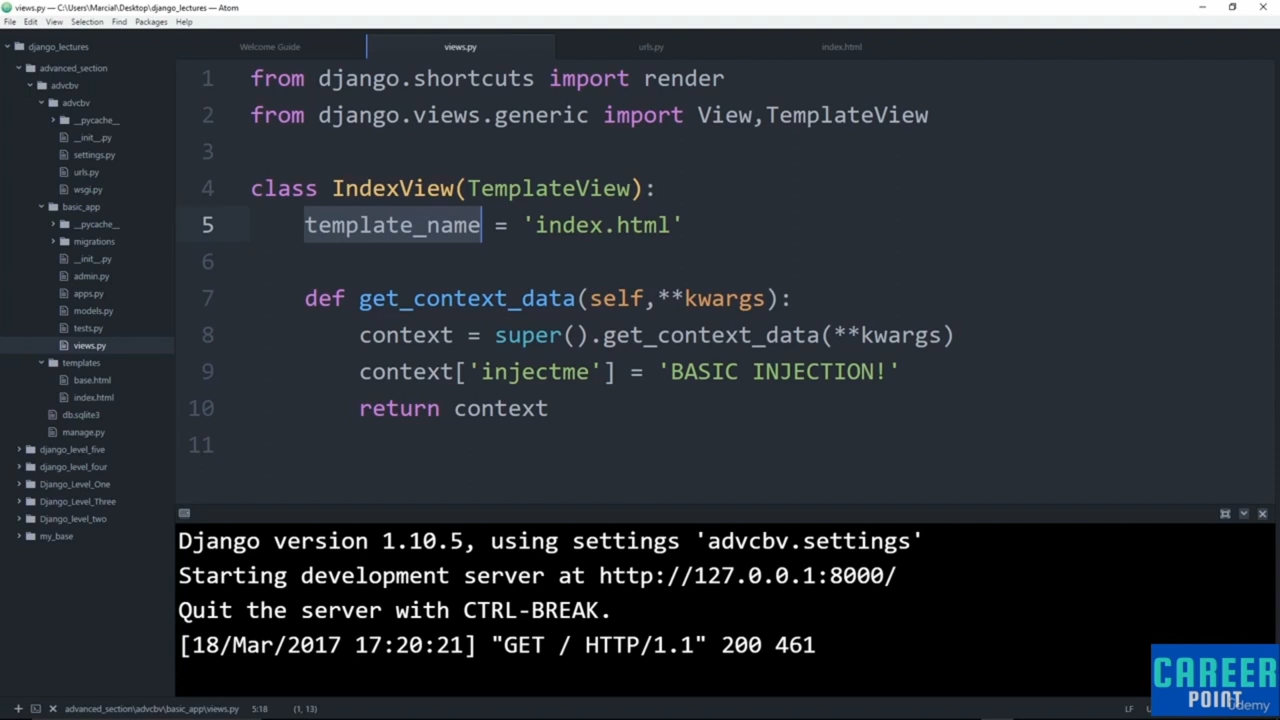 views.py — C:\Users\Marcial\Desktop\django_lectures — Atom
File Edit View Selection Find Packages Help
django_lectures
advanced_section
advcbv
advcbv
__pycache__
__init__.py
settings.py
urls.py
wsgi.py
basic_app
__pycache__
migrations
__init__.py
admin.py
apps.py
models.py
tests.py
views.py
templates
base.html
index.html
db.sqlite3
manage.py
django_level_five
django_level_four
Django_Level_One
Django_Level_Three
Django_level_two
my_base
Welcome Guide views.py urls.py index.html
1 from django.shortcuts import render
2 from django.views.generic import View,TemplateView
3
4 class IndexView(TemplateView):
5 template_name = 'index.html'
6
7 def get_context_data(self,**kwargs):
8 context = super().get_context_data(**kwargs)
9 context['injectme'] = 'BASIC INJECTION!'
10 return context
11
Django version 1.10.5, using settings 'advcbv.settings'
Starting development server at http://127.0.0.1:8000/
Quit the server with CTRL-BREAK.
[18/Mar/2017 17:20:21] "GET / HTTP/1.1" 200 461
advanced_section\advcbv\basic_app\views.py 5:18 (1, 13) LF
CAREER
POINT
Udemy